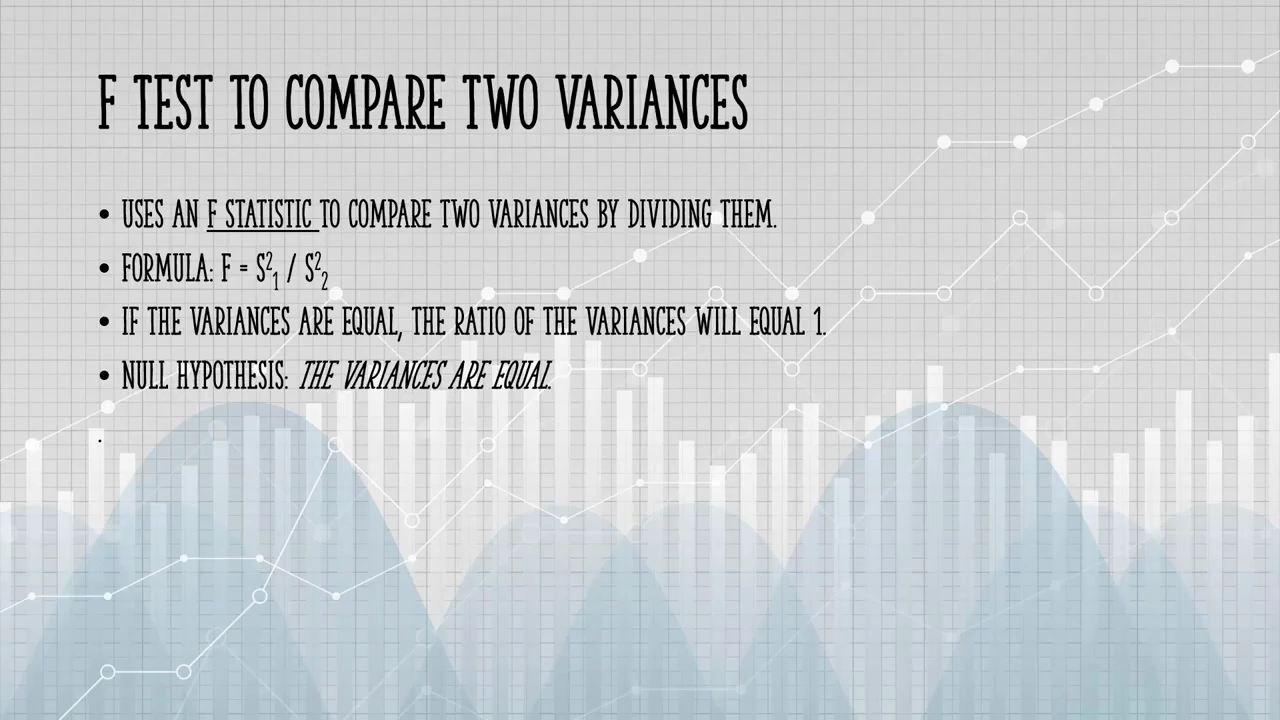 F TEST TO COMPARE TWO VARIANCES
• USES AN F STATISTIC TO COMPARE TWO VARIANCES BY DIVIDING THEM.
• FORMULA: F = S²₁ / S²₂
• IF THE VARIANCES ARE EQUAL, THE RATIO OF THE VARIANCES WILL EQUAL 1.
• NULL HYPOTHESIS: THE VARIANCES ARE EQUAL.
.